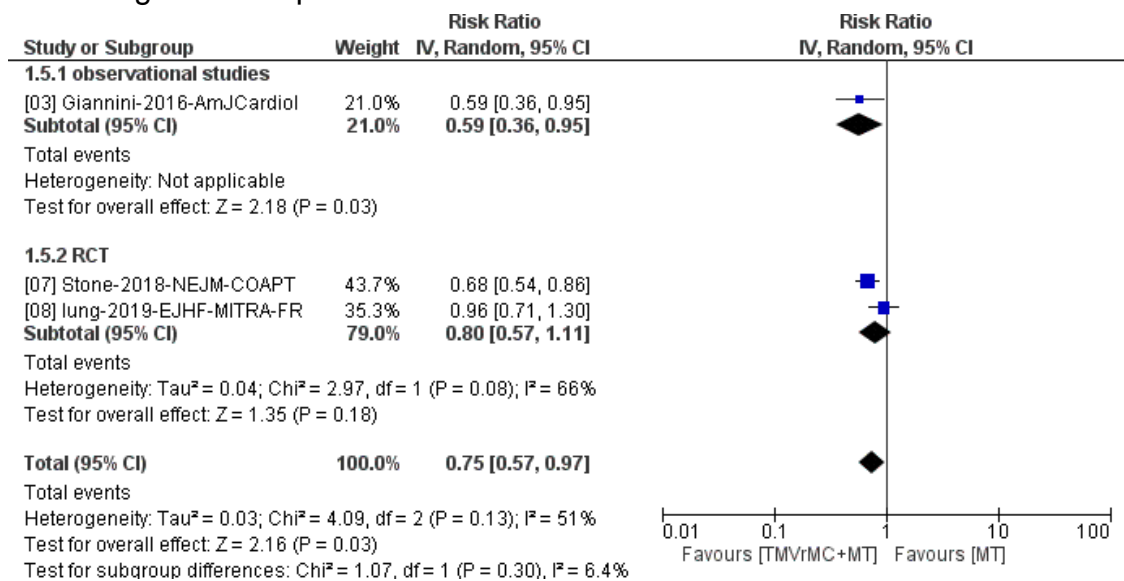 Risk Ratio Risk Ratio
Study or Subgroup Weight IV, Random, 95% CI IV, Random, 95% CI
1.5.1 observational studies
[03] Giannini-2016-AmJCardiol 21.0% 0.59 [0.36, 0.95]
Subtotal (95% CI) 21.0% 0.59 [0.36, 0.95]
Total events
Heterogeneity: Not applicable
Test for overall effect: Z = 2.18 (P = 0.03)
1.5.2 RCT
[07] Stone-2018-NEJM-COAPT 43.7% 0.68 [0.54, 0.86]
[08] Iung-2019-EJHF-MITRA-FR 35.3% 0.96 [0.71, 1.30]
Subtotal (95% CI) 79.0% 0.80 [0.57, 1.11]
Total events
Heterogeneity: Tau² = 0.04; Chi² = 2.97, df = 1 (P = 0.08); I² = 66%
Test for overall effect: Z = 1.35 (P = 0.18)
Total (95% CI) 100.0% 0.75 [0.57, 0.97]
Total events
Heterogeneity: Tau² = 0.03; Chi² = 4.09, df = 2 (P = 0.13); I² = 51%
Test for overall effect: Z = 2.16 (P = 0.03)
Test for subgroup differences: Chi² = 1.07, df = 1 (P = 0.30), I² = 6.4%
0.01 0.1 1 10 100
Favours [TMVrMC+MT] Favours [MT]